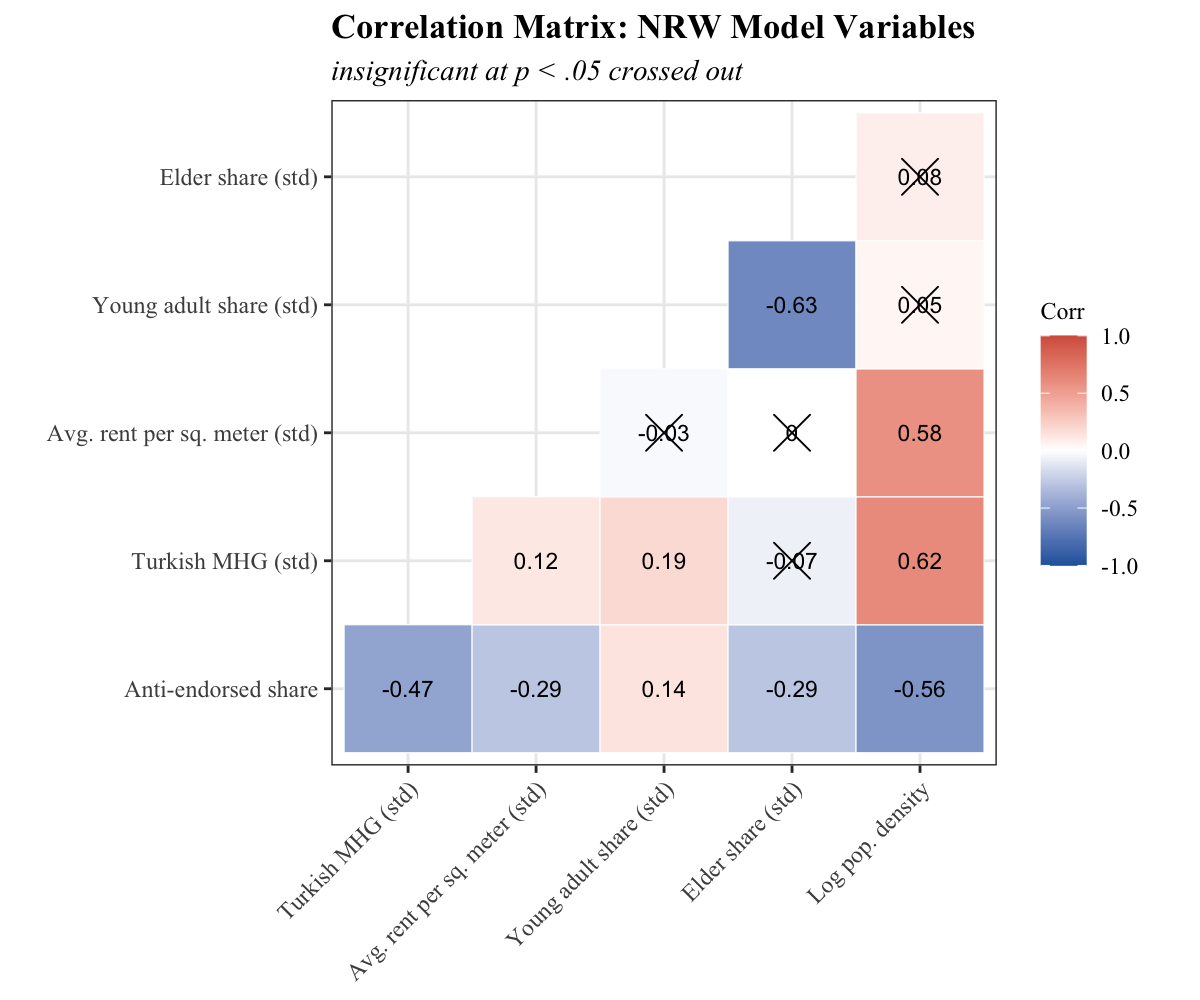 Correlation Matrix: NRW Model Variables
insignificant at p < .05 crossed out
Elder share (std)
0.08
Young adult share (std)
-0.63
0.05
Avg. rent per sq. meter (std)
-0.03
0
0.58
Turkish MHG (std)
0.12
0.19
-0.07
0.62
Anti-endorsed share
-0.47
-0.29
0.14
-0.29
-0.56
Turkish MHG (std)
Avg. rent per sq. meter (std)
Young adult share (std)
Elder share (std)
Log pop. density
Corr
1.0
0.5
0.0
-0.5
-1.0